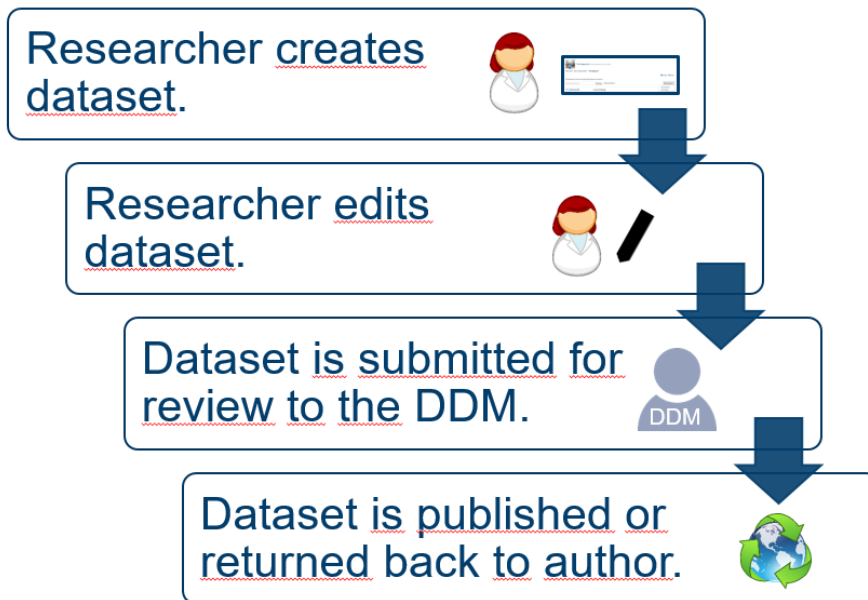 Researcher creates
dataset.
Researcher edits
dataset.
Dataset is submitted for
review to the DDM.
DDM
Dataset is published or
returned back to author.